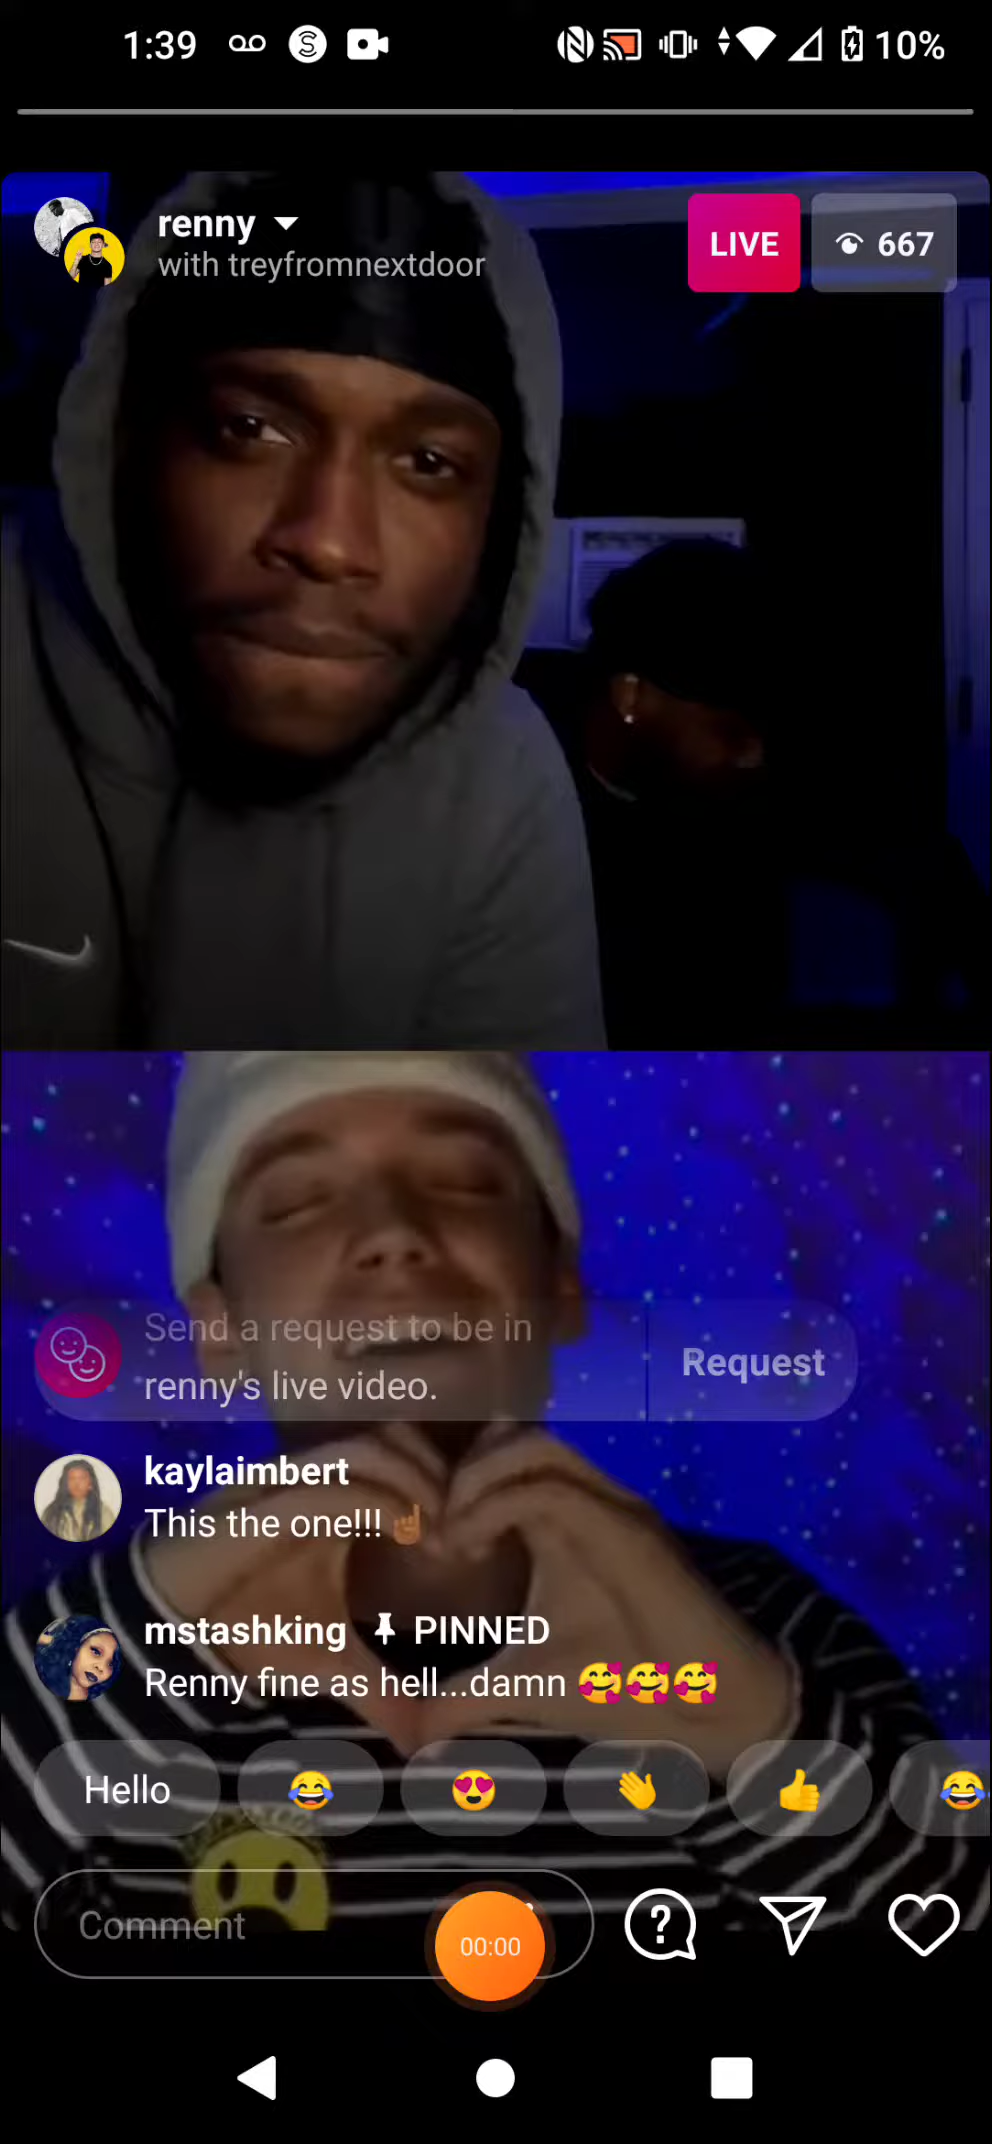 1:39
10%
renny
with treyfromnextdoor
LIVE
667
Send a request to be in
renny's live video.
Request
kaylaimbert
This the one!!!☝🏾
mstashking PINNED
Renny fine as hell...damn 🥰🥰🥰
Hello 😂 😍 👋 👍 😂
Comment
00:00